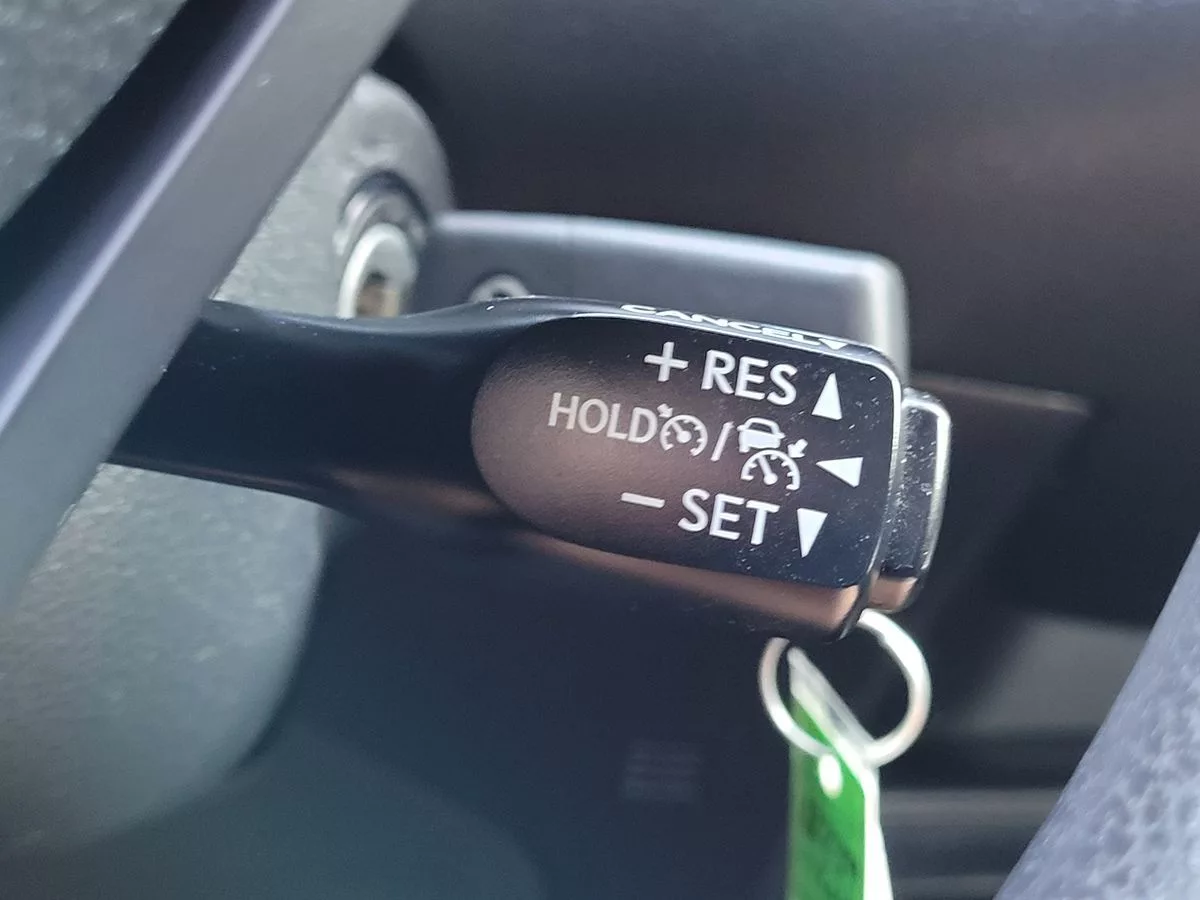 CANCEL▼
+ RES ▲
HOLD / ◀
− SET ▼